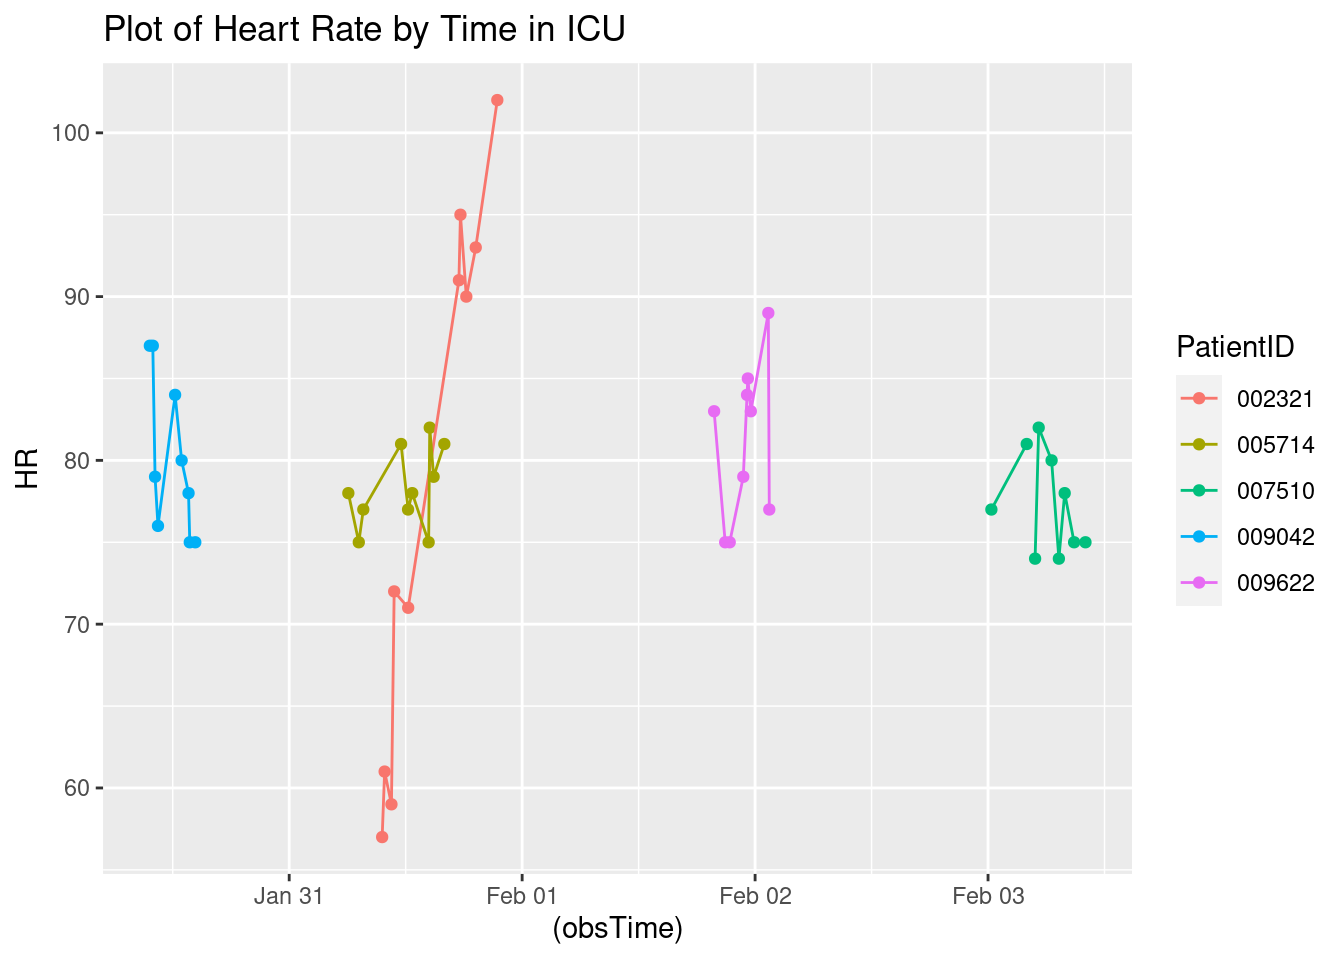 Plot of Heart Rate by Time in ICU
HR
100
90
80
70
60
Jan 31
Feb 01
Feb 02
Feb 03
(obsTime)
PatientID
002321
005714
007510
009042
009622